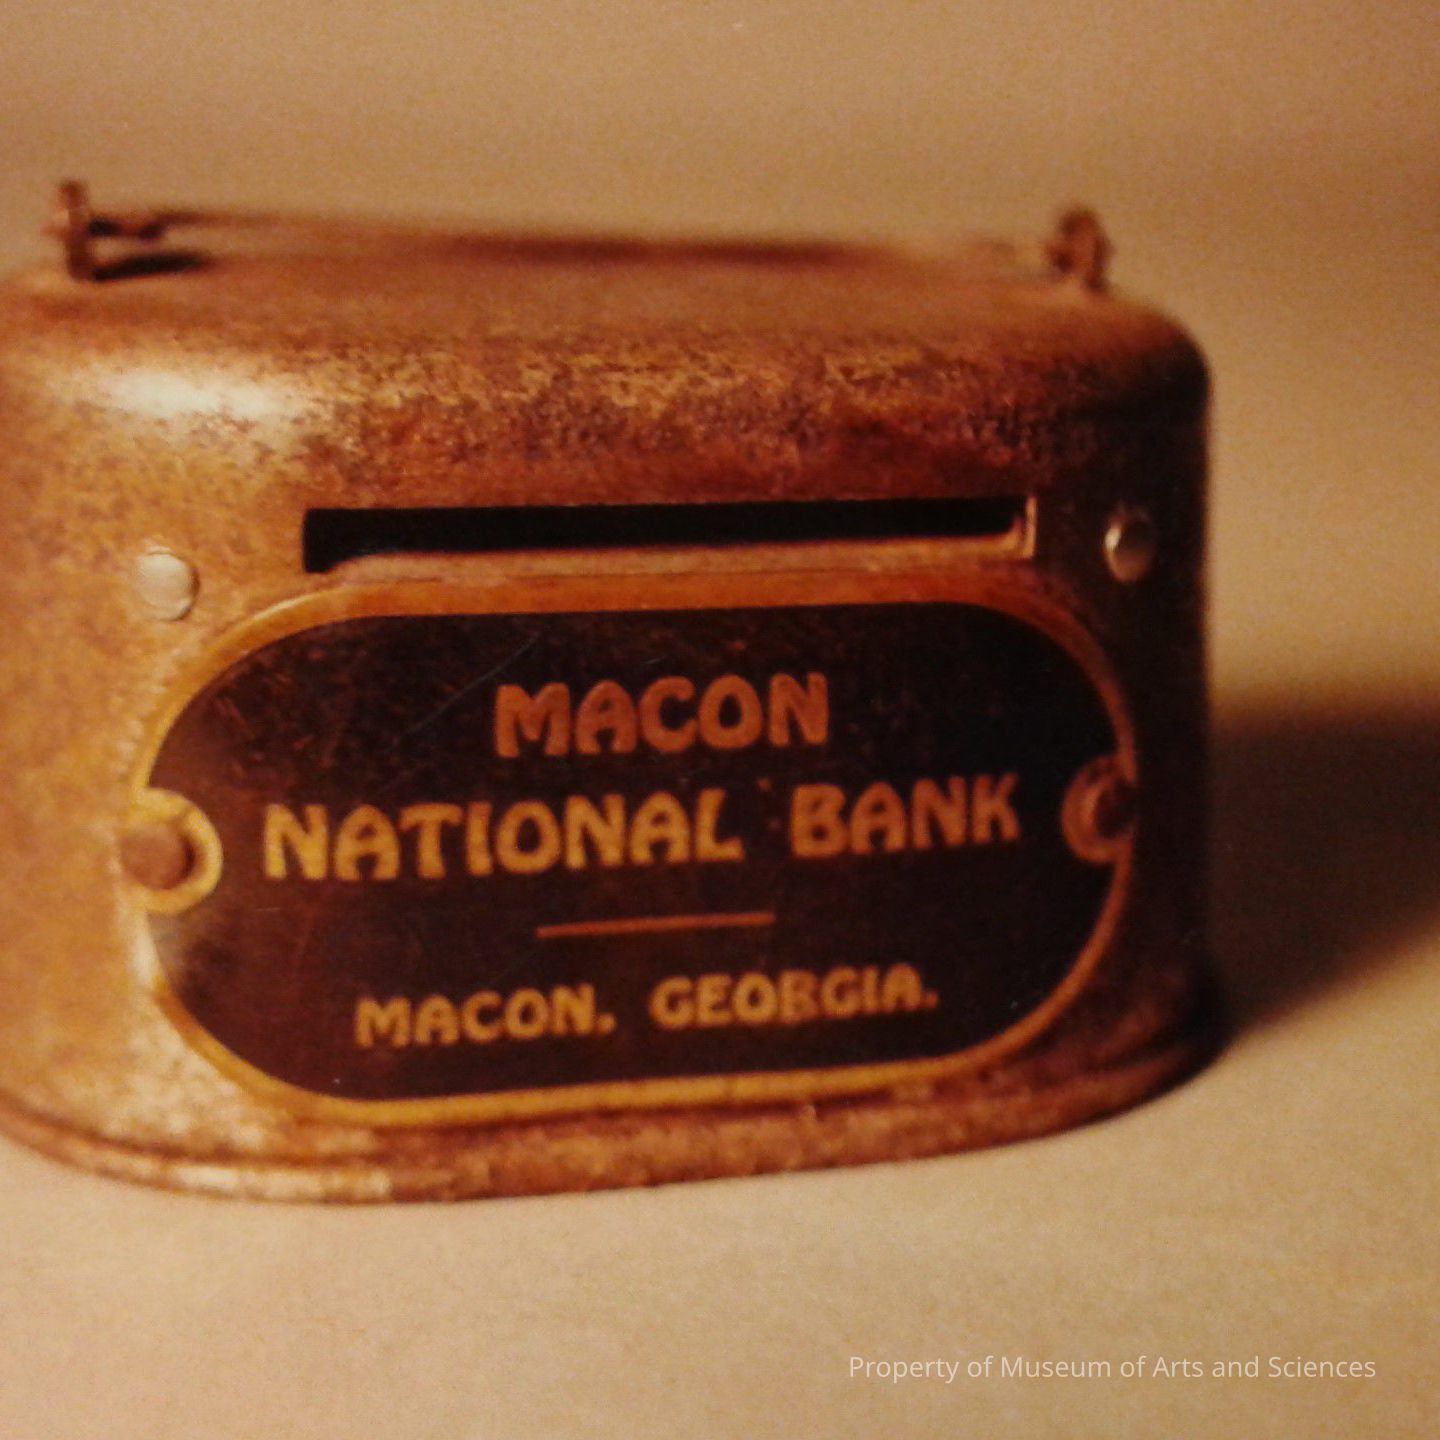 MACON
NATIONAL BANK
MACON, GEORGIA.
Property of Museum of Arts and Sciences